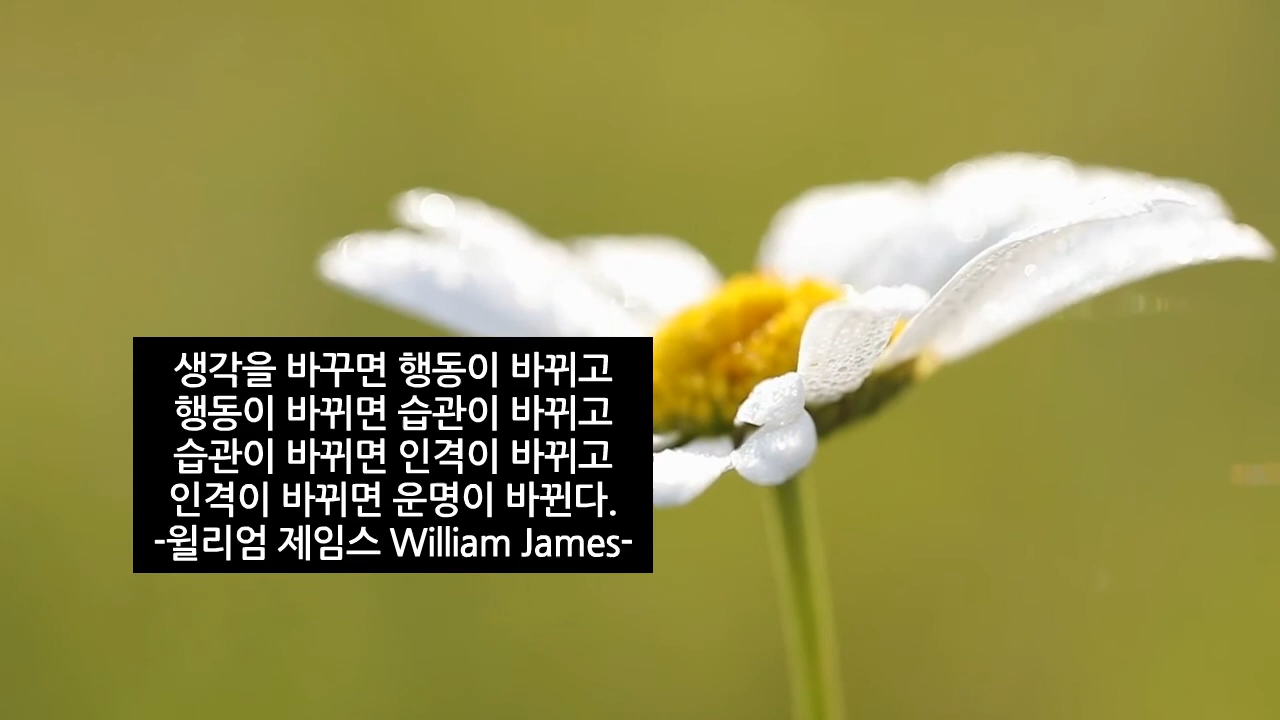 생각을 바꾸면 행동이 바뀌고
행동이 바뀌면 습관이 바뀌고
습관이 바뀌면 인격이 바뀌고
인격이 바뀌면 운명이 바뀐다.
-윌리엄 제임스 William James-